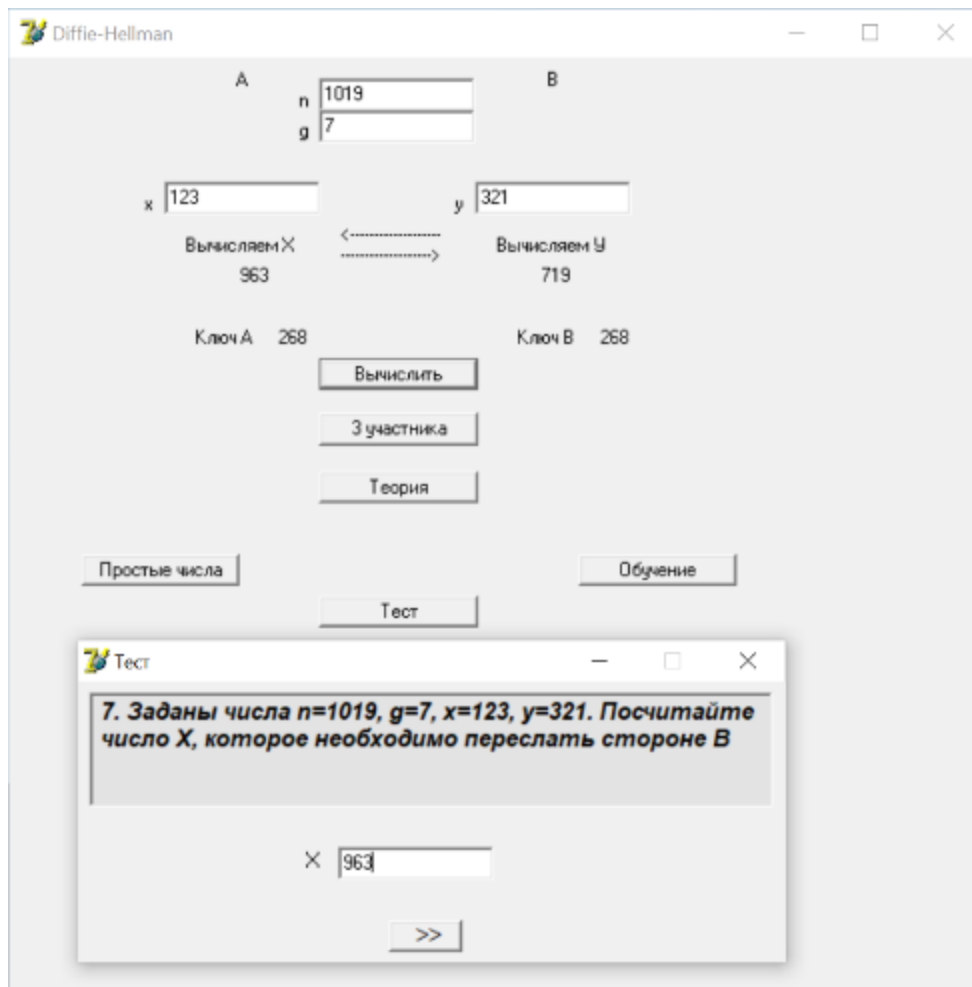 Diffie-Hellman
A B
n 1019
g 7
x 123 y 321
<-------------------
Вычисляем X Вычисляем Y
------------------->
963 719
Ключ A 268 Ключ B 268
Вычислить
3 участника
Теория
Простые числа Обучение
Тест
Тест
7. Заданы числа n=1019, g=7, x=123, y=321. Посчитайте
число X, которое необходимо переслать стороне B
X 963
>>